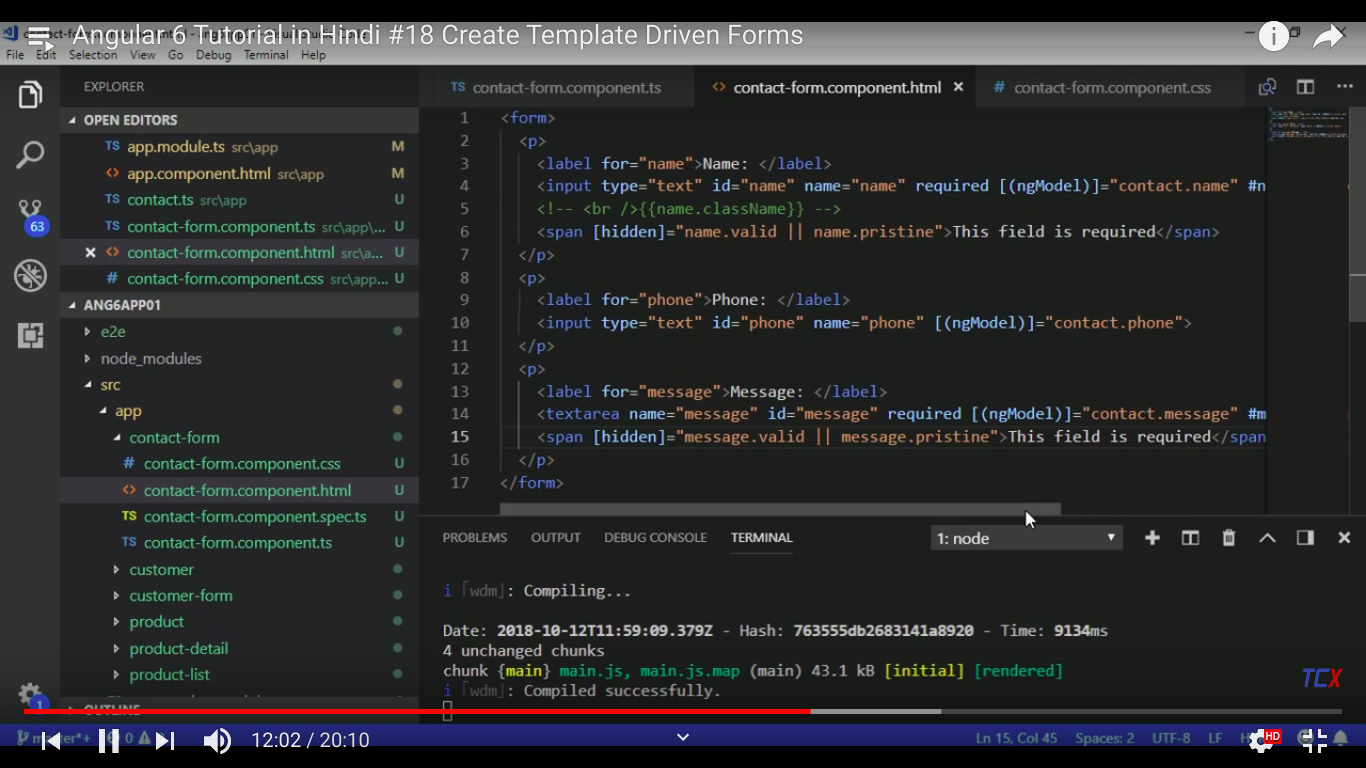 Angular 6 Tutorial in Hindi #18 Create Template Driven Forms
File Edit Selection View Go Debug Terminal Help
EXPLORER
OPEN EDITORS
TS app.module.ts src\app M
<> app.component.html src\app M
TS contact.ts src\app U
TS contact-form.component.ts src\app\... U
63
<> contact-form.component.html src\a... U
# contact-form.component.css src\app... U
ANG6APP01
e2e
node_modules
src
app
contact-form
# contact-form.component.css U
<> contact-form.component.html U
TS contact-form.component.spec.ts U
TS contact-form.component.ts U
customer
customer-form
product
product-detail
product-list
1
OUTLINE
TS contact-form.component.ts <> contact-form.component.html # contact-form.component.css
1 <form>
2 <p>
3 <label for="name">Name: </label>
4 <input type="text" id="name" name="name" required [(ngModel)]="contact.name" #n
5 <!-- <br />{{name.className}} -->
6 <span [hidden]="name.valid || name.pristine">This field is required</span>
7 </p>
8 <p>
9 <label for="phone">Phone: </label>
10 <input type="text" id="phone" name="phone" [(ngModel)]="contact.phone">
11 </p>
12 <p>
13 <label for="message">Message: </label>
14 <textarea name="message" id="message" required [(ngModel)]="contact.message" #m
15 <span [hidden]="message.valid || message.pristine">This field is required</span
16 </p>
17 </form>
PROBLEMS OUTPUT DEBUG CONSOLE TERMINAL 1: node
i ｢wdm｣: Compiling...
Date: 2018-10-12T11:59:09.379Z - Hash: 763555db2683141a8920 - Time: 9134ms
4 unchanged chunks
chunk {main} main.js, main.js.map (main) 43.1 kB [initial] [rendered]
i ｢wdm｣: Compiled successfully.
TCX
12:02 / 20:10
Ln 15, Col 45 Spaces: 2 UTF-8 LF
HD